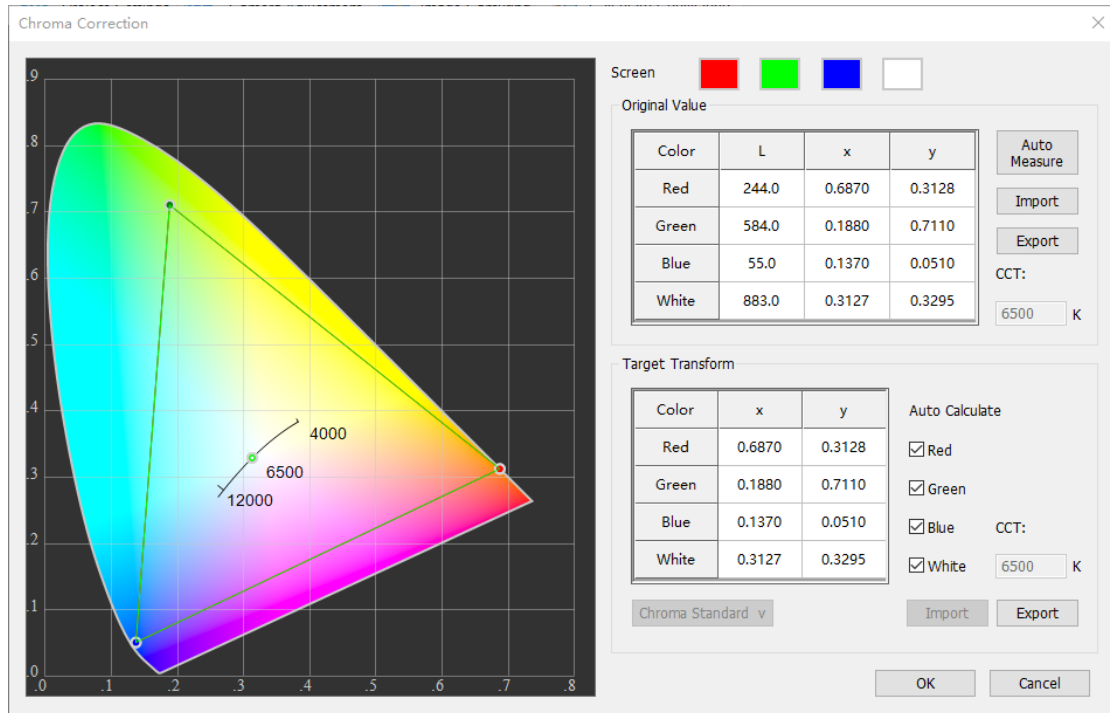 Chroma Correction
.9
.8
.7
.6
.5
.4
.3
.2
.1
.0
.0 .1 .2 .3 .4 .5 .6 .7 .8
4000
6500
12000
Screen
Original Value
Color L x y
Red 244.0 0.6870 0.3128
Green 584.0 0.1880 0.7110
Blue 55.0 0.1370 0.0510
White 883.0 0.3127 0.3295
Auto
Measure
Import
Export
CCT:
6500 K
Target Transform
Color x y
Red 0.6870 0.3128
Green 0.1880 0.7110
Blue 0.1370 0.0510
White 0.3127 0.3295
Auto Calculate
Red
Green
Blue CCT:
White 6500 K
Chroma Standard v
Import Export
OK Cancel